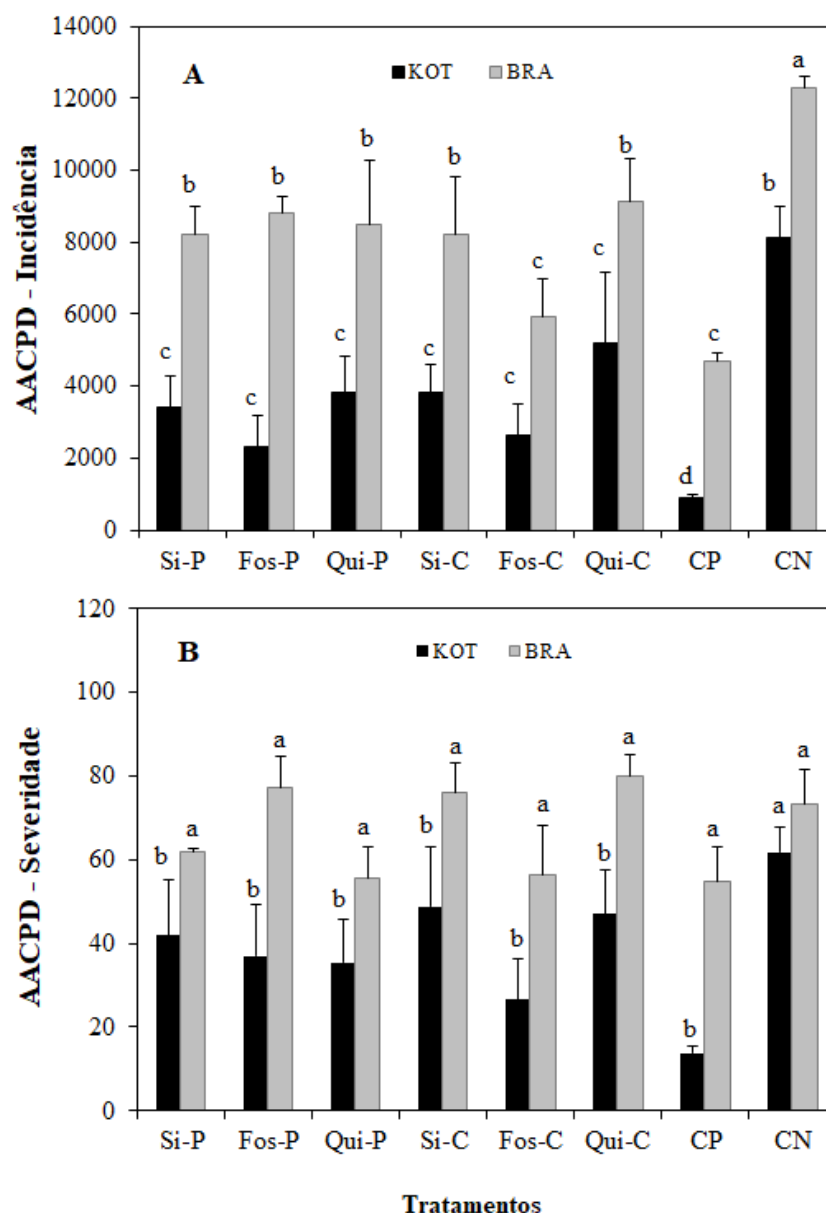 14000
12000
10000
8000
6000
4000
2000
0
AACPD - Incidência
A
KOT BRA
c b c b c b c b c c c b d c b a
Si-P Fos-P Qui-P Si-C Fos-C Qui-C CP CN
120
100
80
60
40
20
0
AACPD - Severidade
B
KOT BRA
b a b a b a b a b a b a b a a a
Si-P Fos-P Qui-P Si-C Fos-C Qui-C CP CN
Tratamentos